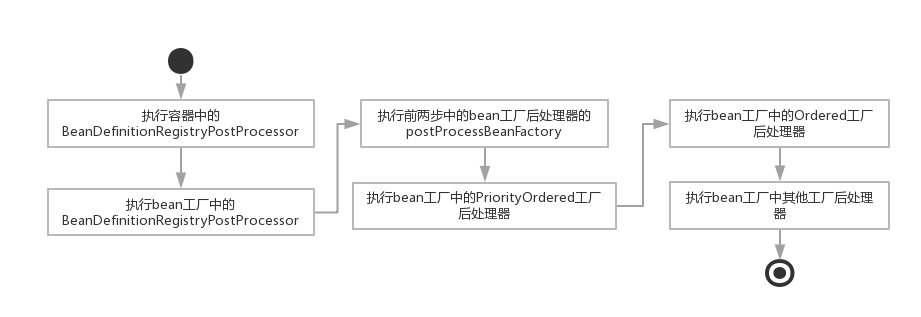 执行容器中的
BeanDefinitionRegistryPostProcessor
执行bean工厂中的
BeanDefinitionRegistryPostProcessor
执行前两步中的bean工厂后处理器的
postProcessBeanFactory
执行bean工厂中的PriorityOrdered工厂
后处理器
执行bean工厂中的Ordered工厂
后处理器
执行bean工厂中其他工厂后处理
器